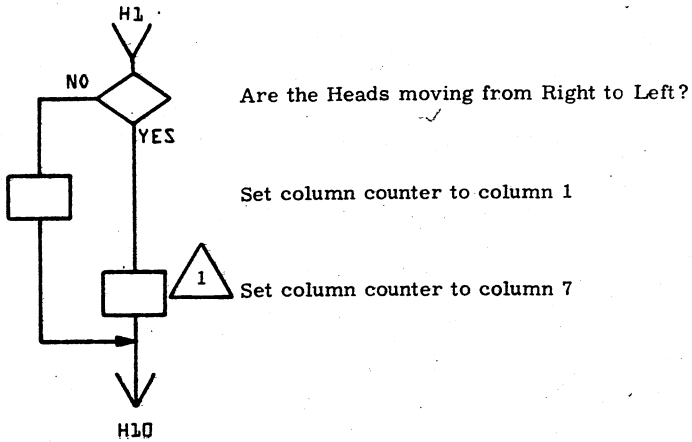 H1
NO
Are the Heads moving from Right to Left?
YES
Set column counter to column 1
1
Set column counter to column 7
H10